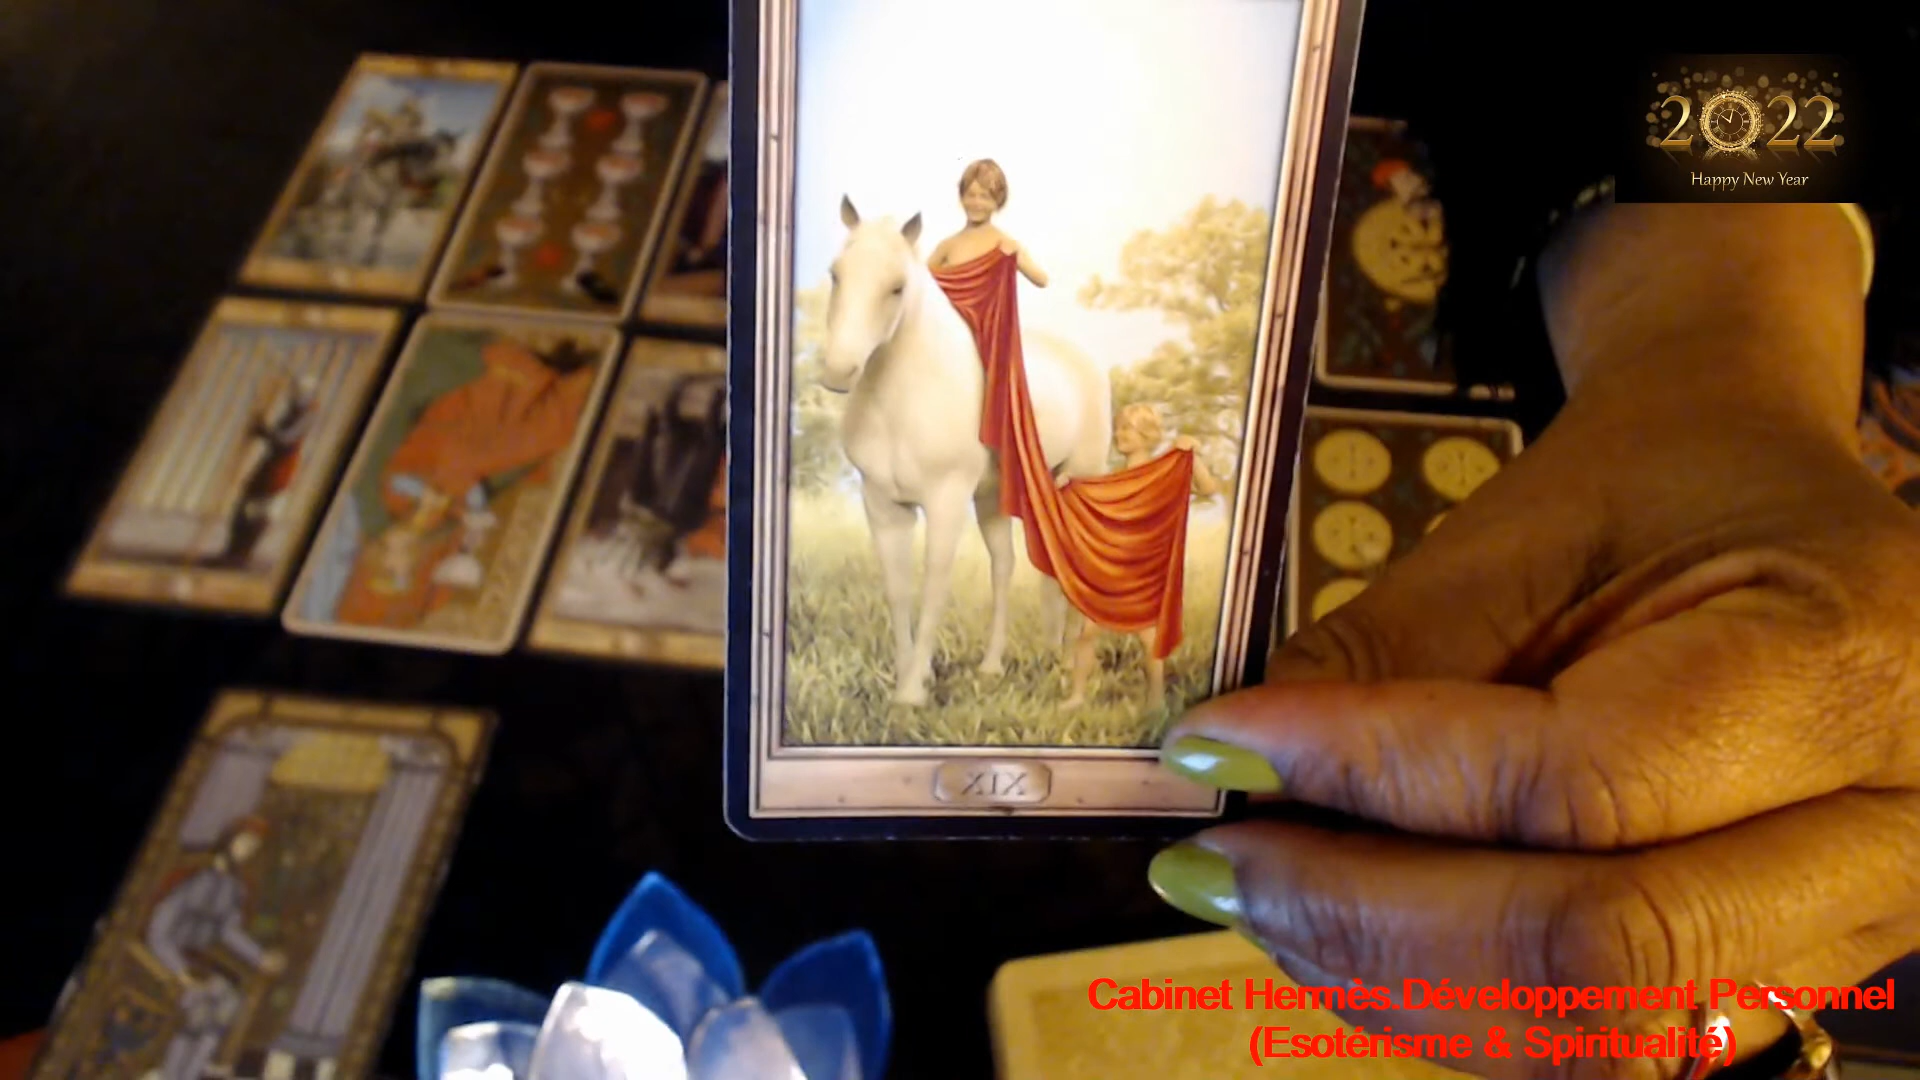 2022
Happy New Year
XIX
Cabinet Hermès.Développement Personnel
(Esotérisme & Spiritualité)